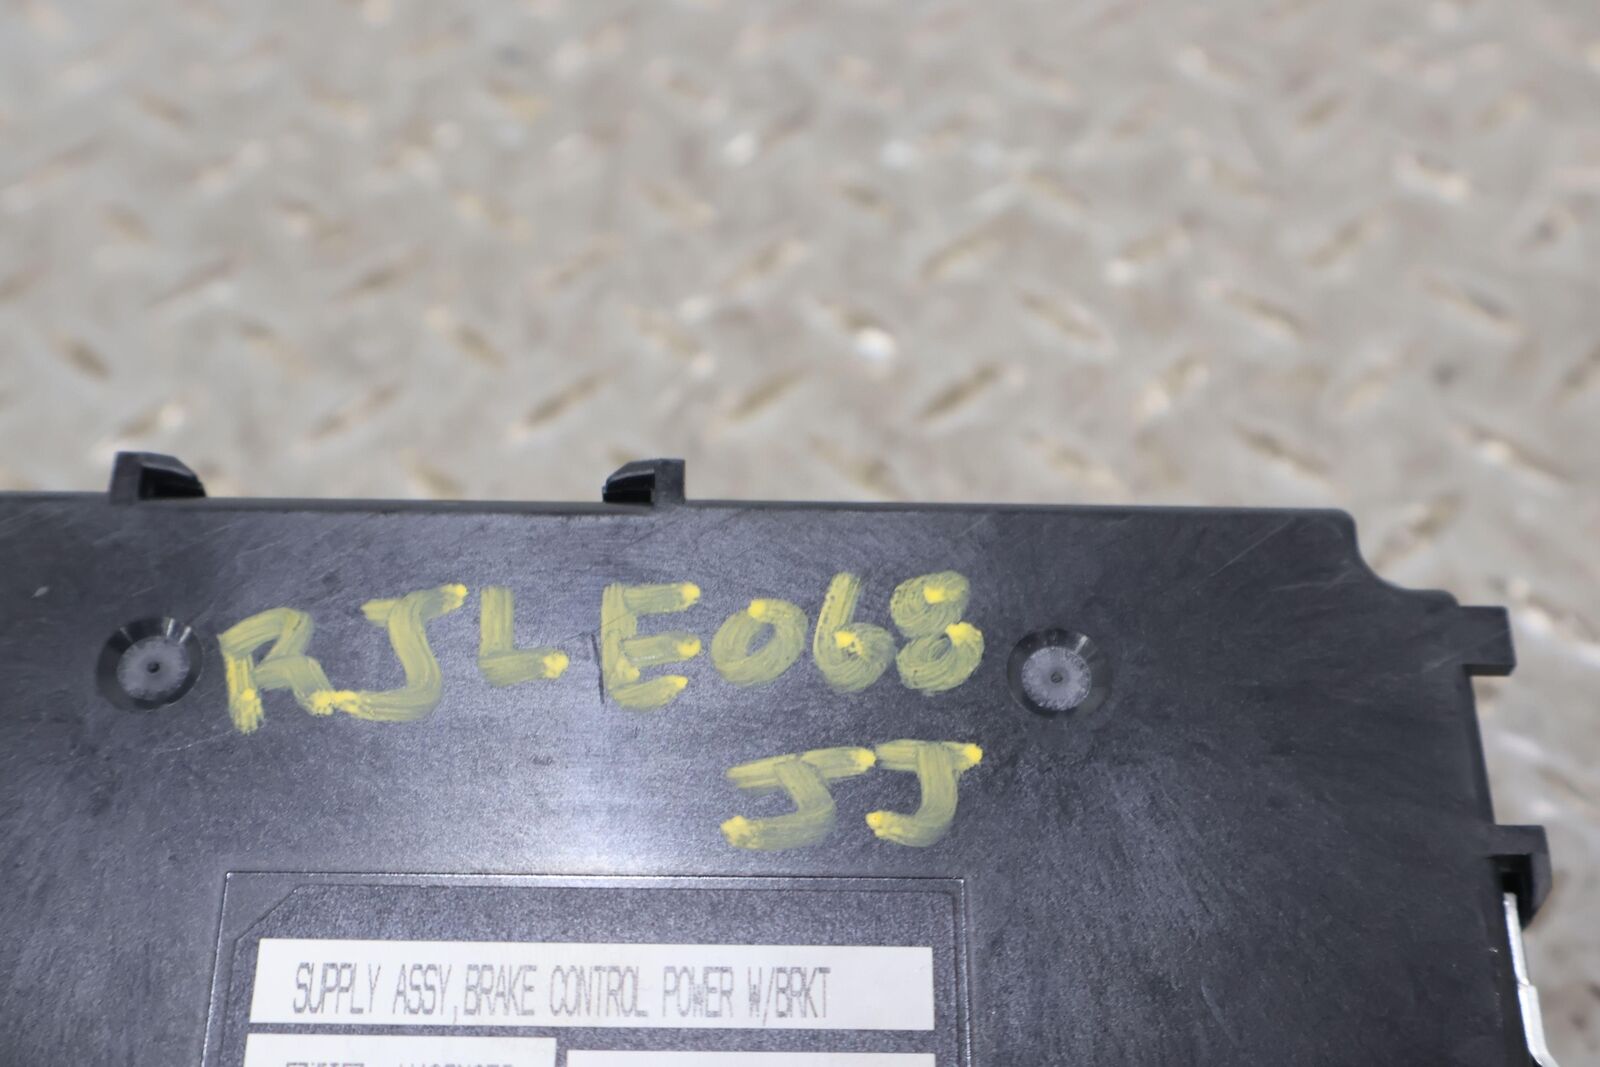 RJLE068
JJ
SUPPLY ASSY,BRAKE CONTROL POWER W/BRKT